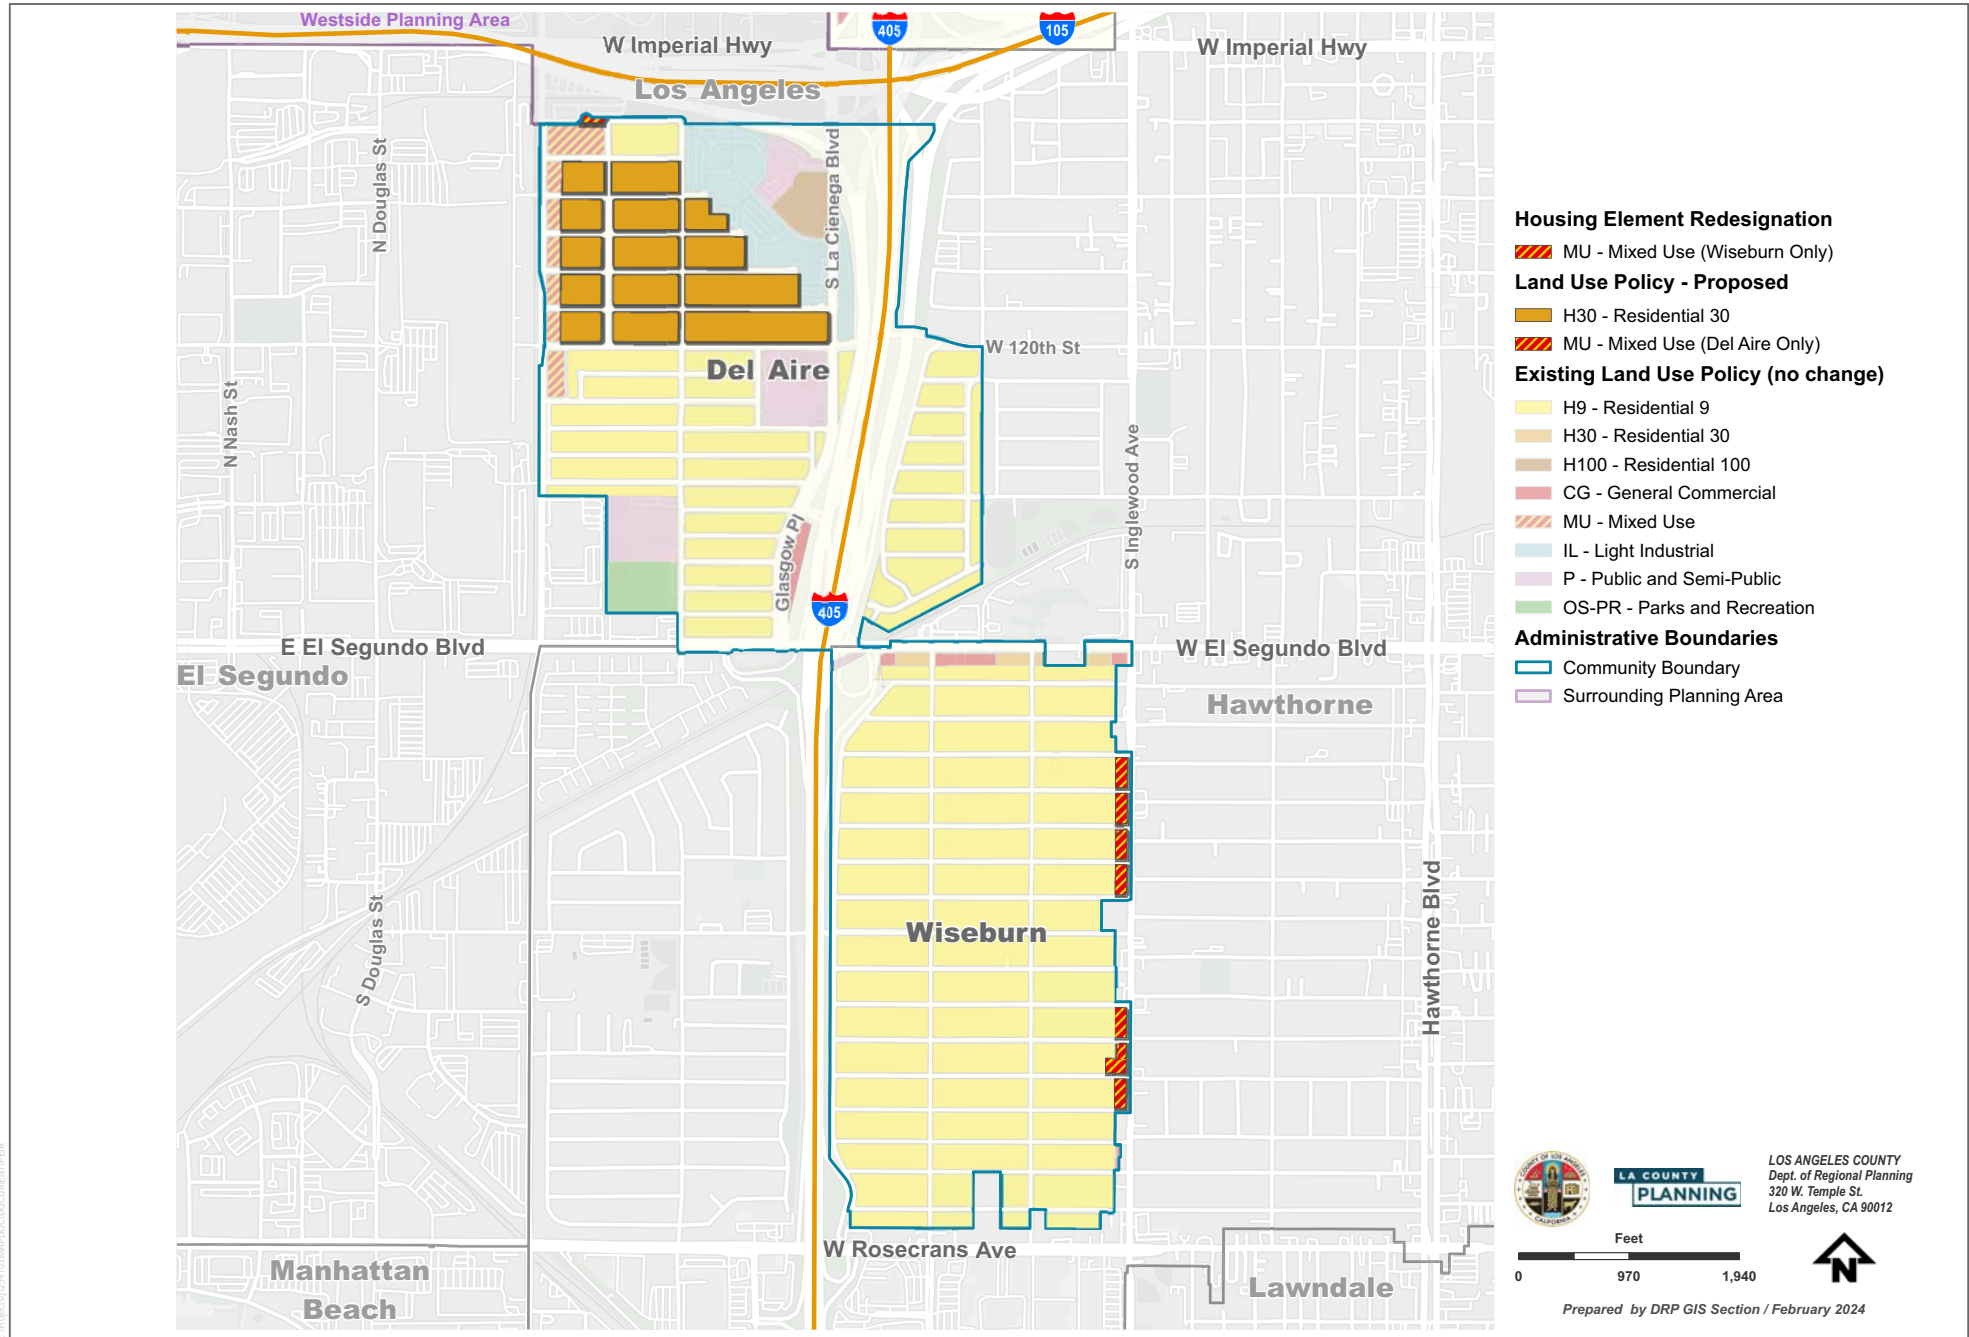 Westside Planning Area
W Imperial Hwy
405
105
W Imperial Hwy
Los Angeles
N Douglas St
S La Cienega Blvd
W 120th St
Del Aire
N Nash St
S Inglewood Ave
Glasgow Pl
405
E El Segundo Blvd
W El Segundo Blvd
El Segundo
Hawthorne
Hawthorne Blvd
Wiseburn
S Douglas St
W Rosecrans Ave
Manhattan
Beach
Lawndale
Housing Element Redesignation
MU - Mixed Use (Wiseburn Only)
Land Use Policy - Proposed
H30 - Residential 30
MU - Mixed Use (Del Aire Only)
Existing Land Use Policy (no change)
H9 - Residential 9
H30 - Residential 30
H100 - Residential 100
CG - General Commercial
MU - Mixed Use
IL - Light Industrial
P - Public and Semi-Public
OS-PR - Parks and Recreation
Administrative Boundaries
Community Boundary
Surrounding Planning Area
COUNTY OF LOS ANGELES
CALIFORNIA
LA COUNTY
PLANNING
LOS ANGELES COUNTY
Dept. of Regional Planning
320 W. Temple St.
Los Angeles, CA 90012
Feet
0 970 1,940
N
Prepared by DRP GIS Section / February 2024